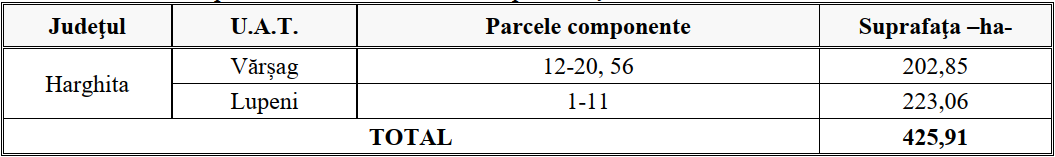 Județul U.A.T. Parcele componente Suprafaţa –ha-
Harghita Vărșag 12-20, 56 202,85
Lupeni 1-11 223,06
TOTAL 425,91